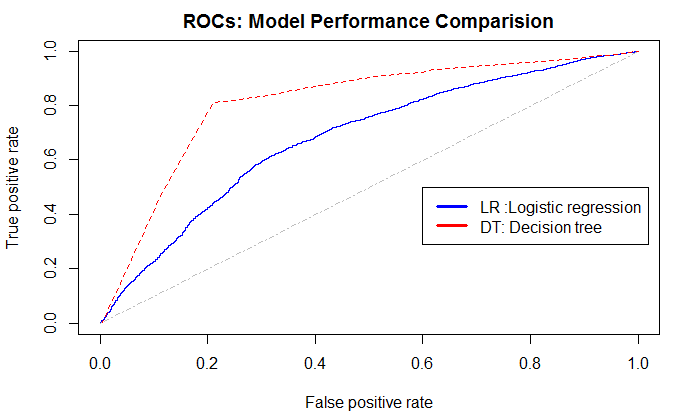 ROCs: Model Performance Comparision
1.0
0.8
0.6
0.4
0.2
0.0
True positive rate
LR :Logistic regression
DT: Decision tree
0.0 0.2 0.4 0.6 0.8 1.0
False positive rate